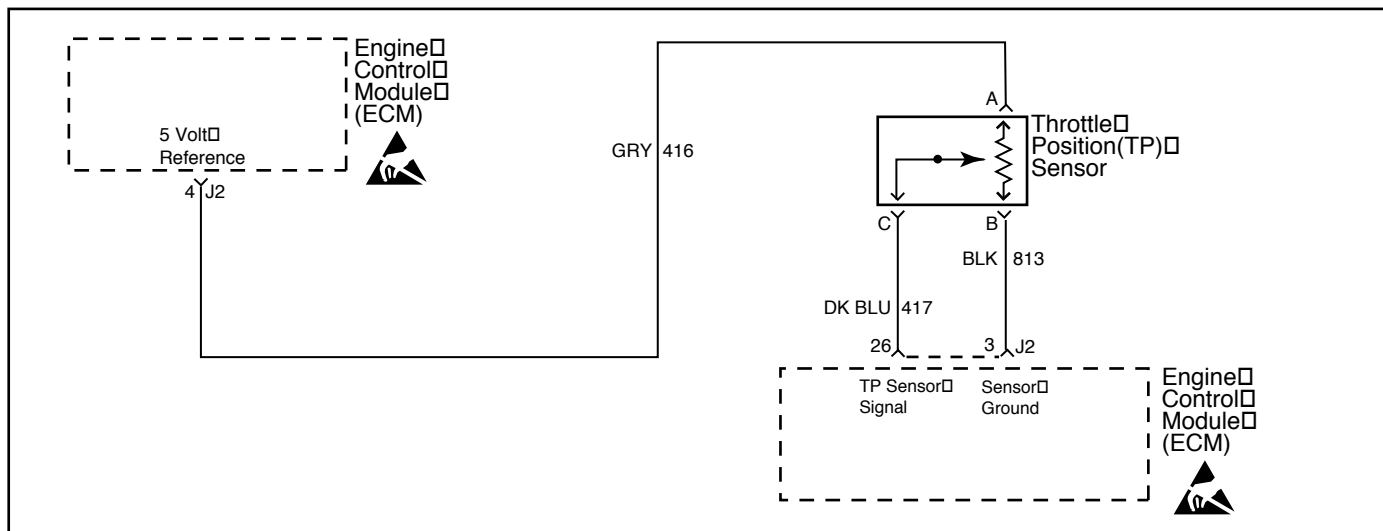 Engine□
Control□
Module□
(ECM)
5 Volt□
Reference
4 J2
GRY 416
A
Throttle□
Position(TP)□
Sensor
C
B
BLK 813
DK BLU 417
26
3 J2
TP Sensor□
Signal
Sensor□
Ground
Engine□
Control□
Module□
(ECM)